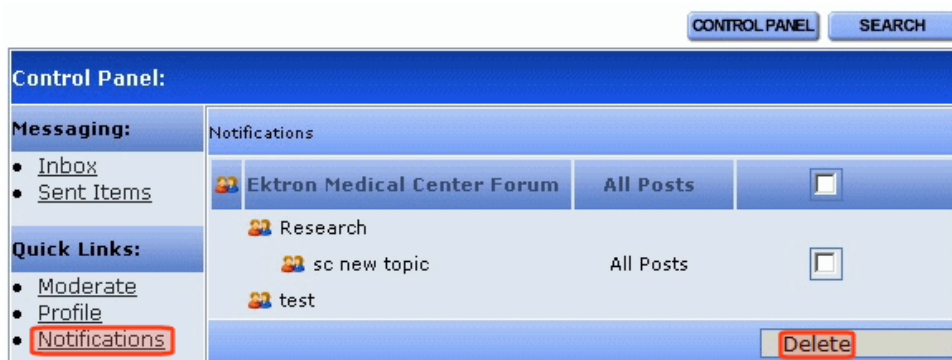 CONTROL PANEL SEARCH
Control Panel:
Messaging:
Inbox
Sent Items
Quick Links:
Moderate
Profile
Notifications
Notifications
Ektron Medical Center Forum All Posts
Research
sc new topic All Posts
test
Delete